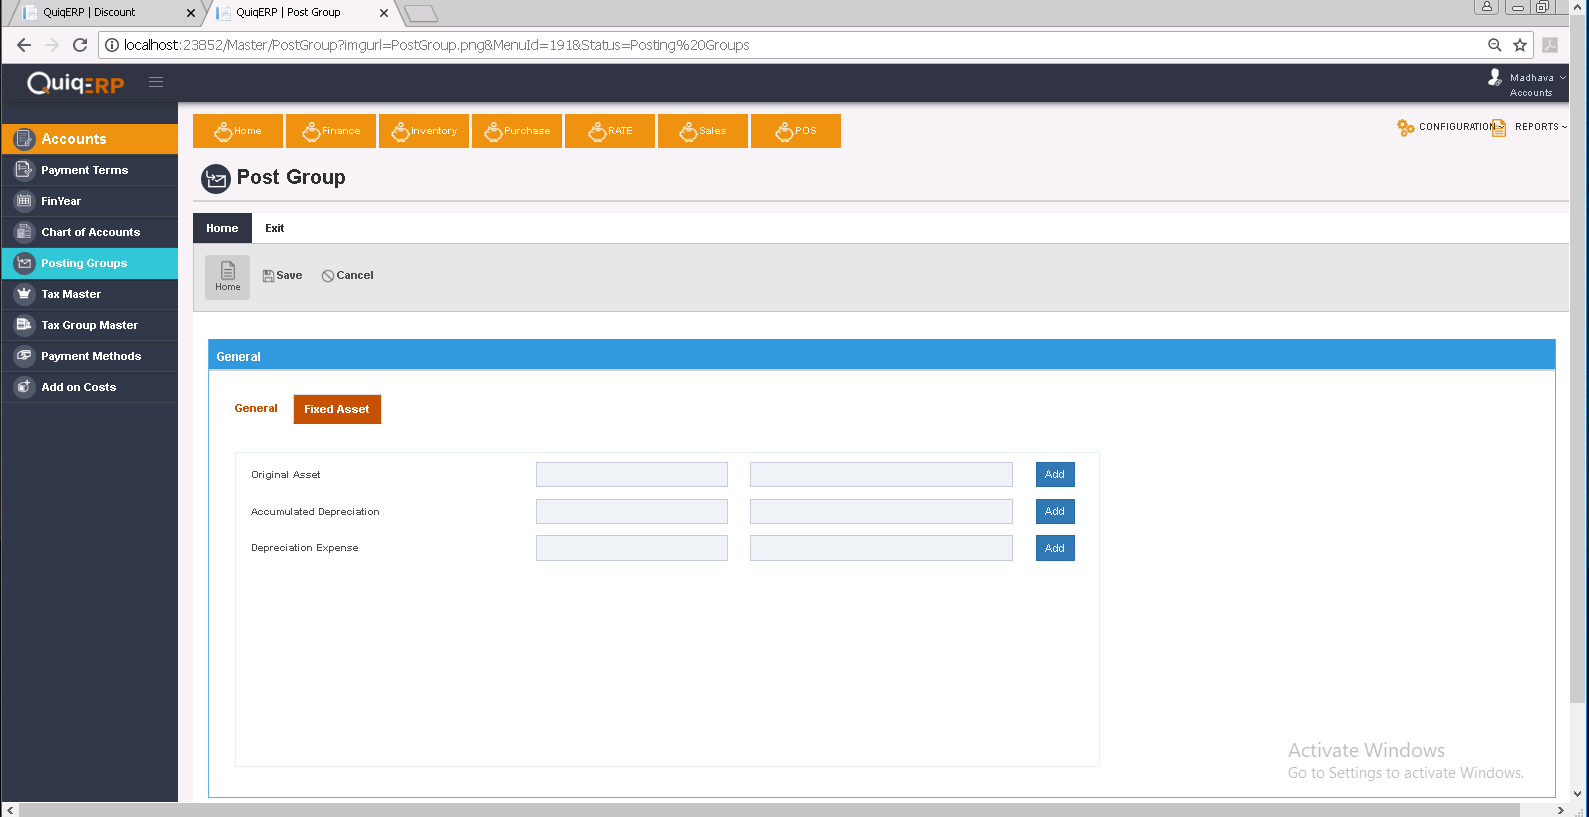 QuiqERP | Discount
QuiqERP | Post Group
localhost:23852/Master/PostGroup?imgurl=PostGroup.png&MenuId=191&Status=Posting%20Groups
QuiqERP
Madhava
Accounts
Accounts
Payment Terms
FinYear
Chart of Accounts
Posting Groups
Tax Master
Tax Group Master
Payment Methods
Add on Costs
Home
Finance
Inventory
Purchase
RATE
Sales
POS
CONFIGURATION
REPORTS
Post Group
Home
Exit
Home
Save
Cancel
General
General
Fixed Asset
Original Asset
Add
Accumulated Depreciation
Add
Depreciation Expense
Add
Activate Windows
Go to Settings to activate Windows.